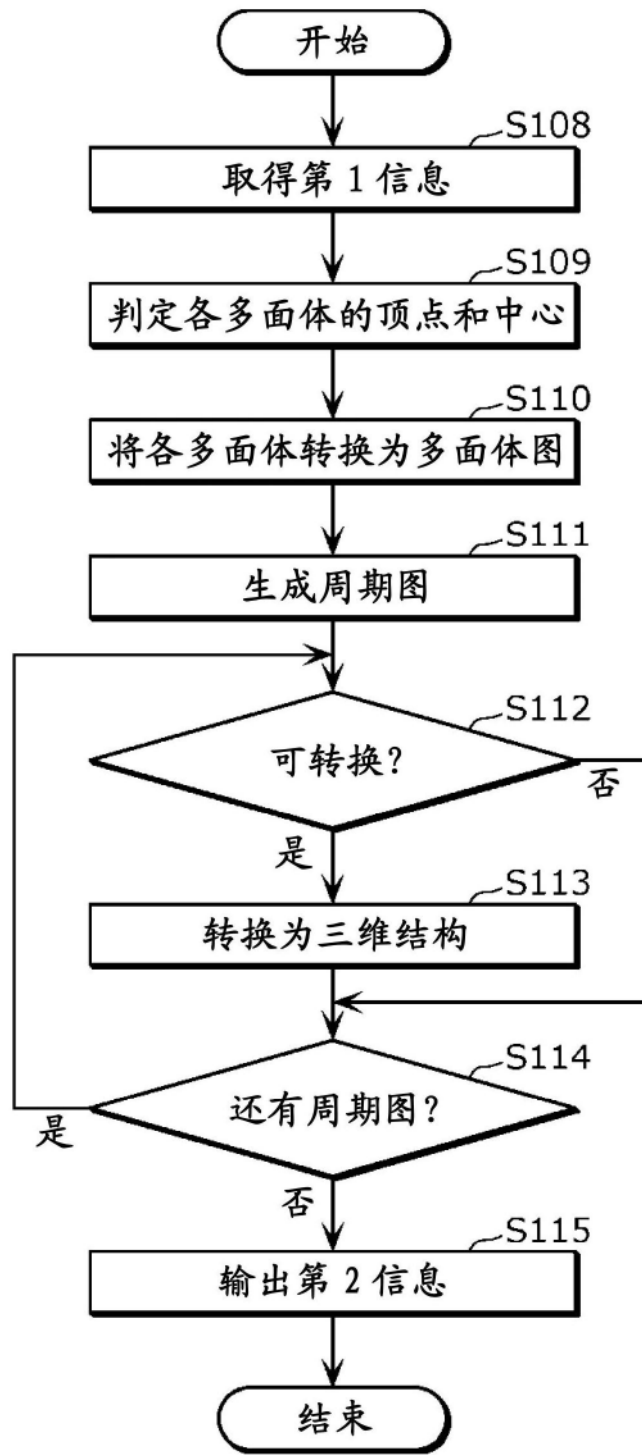 开始
S108
取得第1信息
S109
判定各多面体的顶点和中心
S110
将各多面体转换为多面体图
S111
生成周期图
S112
可转换?
否
是
S113
转换为三维结构
S114
还有周期图?
是
否
S115
输出第2信息
结束